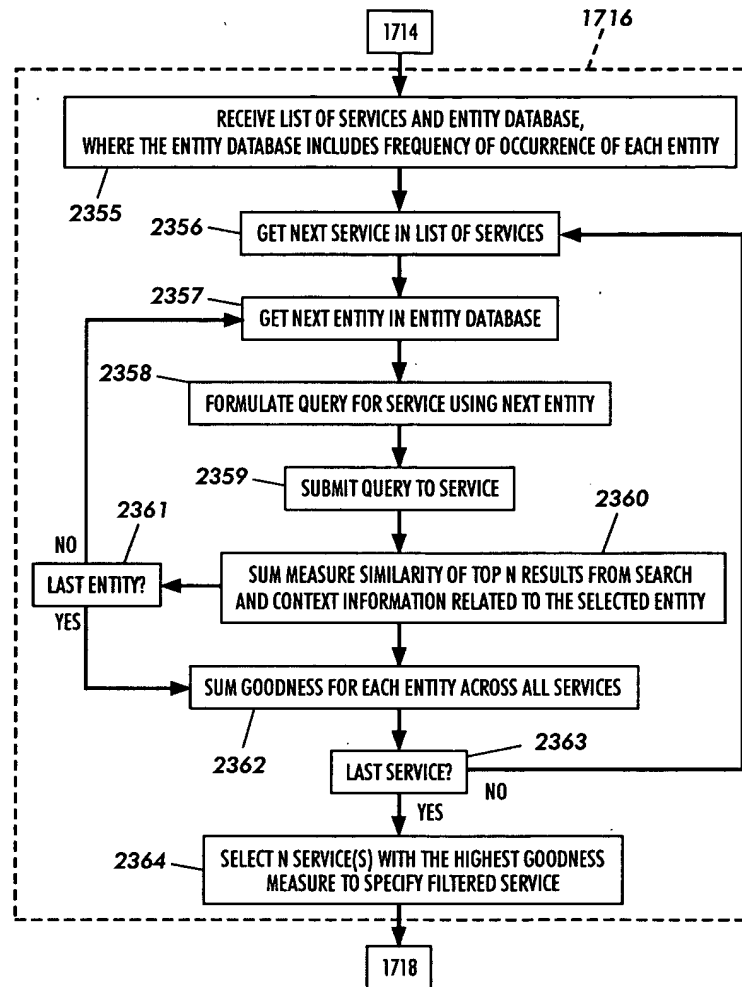 1714
1716
RECEIVE LIST OF SERVICES AND ENTITY DATABASE,
WHERE THE ENTITY DATABASE INCLUDES FREQUENCY OF OCCURRENCE OF EACH ENTITY
2355
2356
GET NEXT SERVICE IN LIST OF SERVICES
2357
GET NEXT ENTITY IN ENTITY DATABASE
2358
FORMULATE QUERY FOR SERVICE USING NEXT ENTITY
2359
SUBMIT QUERY TO SERVICE
2360
2361
NO
LAST ENTITY?
YES
SUM MEASURE SIMILARITY OF TOP N RESULTS FROM SEARCH
AND CONTEXT INFORMATION RELATED TO THE SELECTED ENTITY
SUM GOODNESS FOR EACH ENTITY ACROSS ALL SERVICES
2362
2363
LAST SERVICE?
NO
YES
2364
SELECT N SERVICE(S) WITH THE HIGHEST GOODNESS
MEASURE TO SPECIFY FILTERED SERVICE
1718